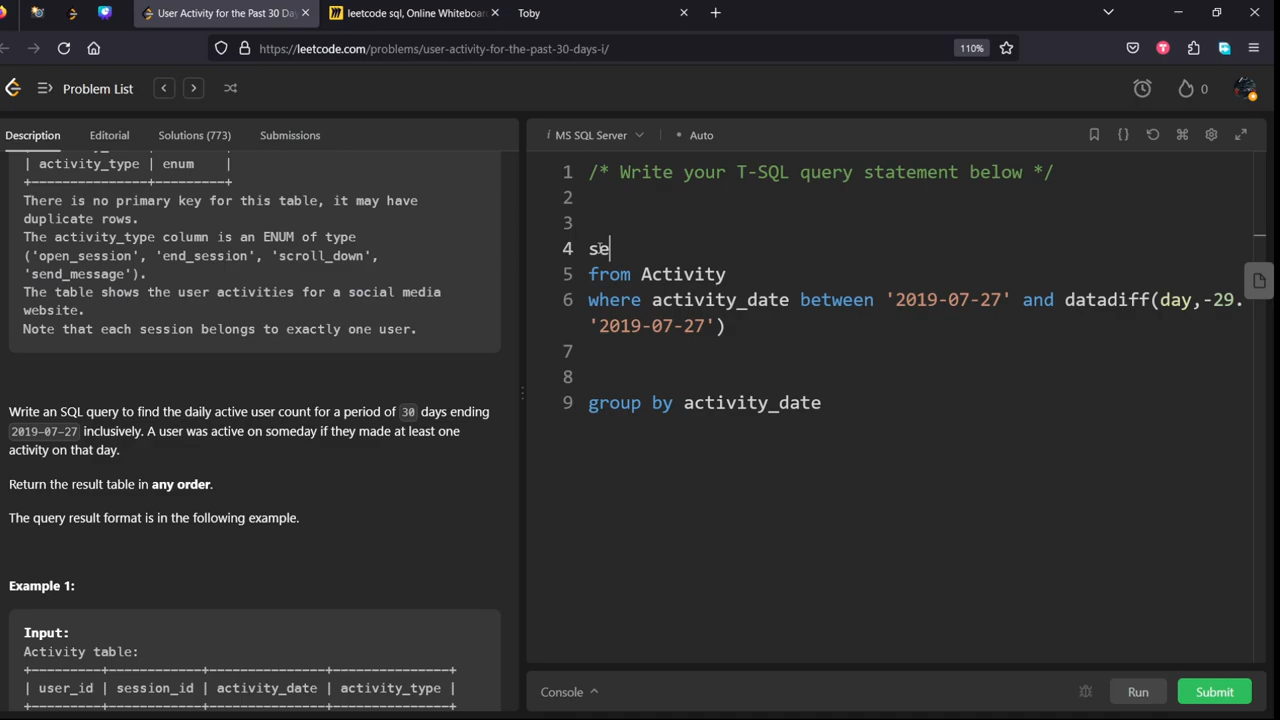 User Activity for the Past 30 Da
leetcode sql, Online Whiteboard
Toby
https://leetcode.com/problems/user-activity-for-the-past-30-days-i/
110%
Problem List
0
Description
Editorial
Solutions (773)
Submissions
i MS SQL Server
• Auto
| activity_type | enum    |
+---------------+---------+
There is no primary key for this table, it may have
duplicate rows.
The activity_type column is an ENUM of type
('open_session', 'end_session', 'scroll_down',
'send_message').
The table shows the user activities for a social media
website.
Note that each session belongs to exactly one user.
Write an SQL query to find the daily active user count for a period of 30 days ending
2019-07-27 inclusively. A user was active on someday if they made at least one
activity on that day.
Return the result table in any order.
The query result format is in the following example.
Example 1:
Input:
Activity table:
+---------+------------+---------------+---------------+
| user_id | session_id | activity_date | activity_type |
+---------+------------+---------------+---------------+
1 /* Write your T-SQL query statement below */
2
3
4 se
5 from Activity
6 where activity_date between '2019-07-27' and datadiff(day,-29.
'2019-07-27')
7
8
9 group by activity_date
Console
Run
Submit